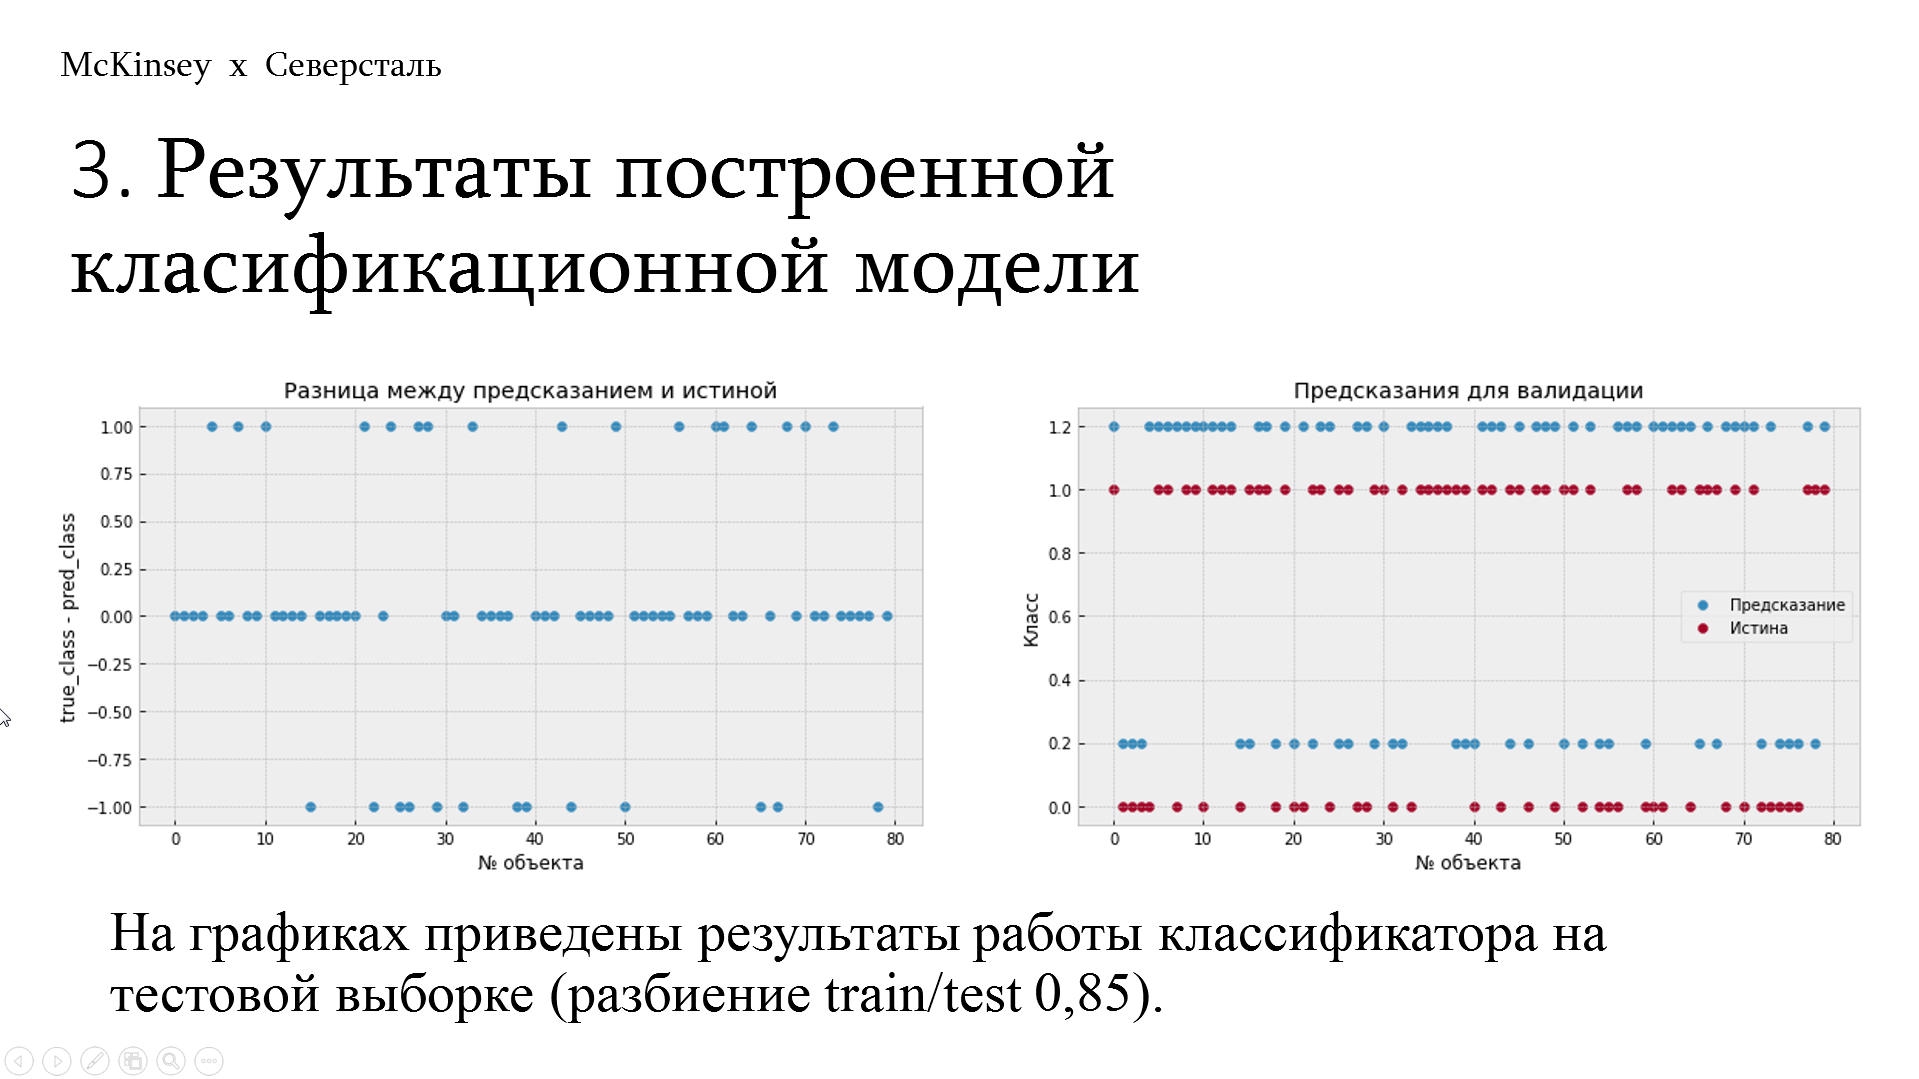 McKinsey x Северсталь
3. Результаты построенной
класификационной модели
Разница между предсказанием и истиной
1.00
0.75
0.50
0.25
0.00
−0.25
−0.50
−0.75
−1.00
true_class - pred_class
0 10 20 30 40 50 60 70 80
№ объекта
Предсказания для валидации
1.2
1.0
0.8
0.6
0.4
0.2
0.0
Класс
Предсказание
Истина
0 10 20 30 40 50 60 70 80
№ объекта
На графиках приведены результаты работы классификатора на
тестовой выборке (разбиение train/test 0,85).